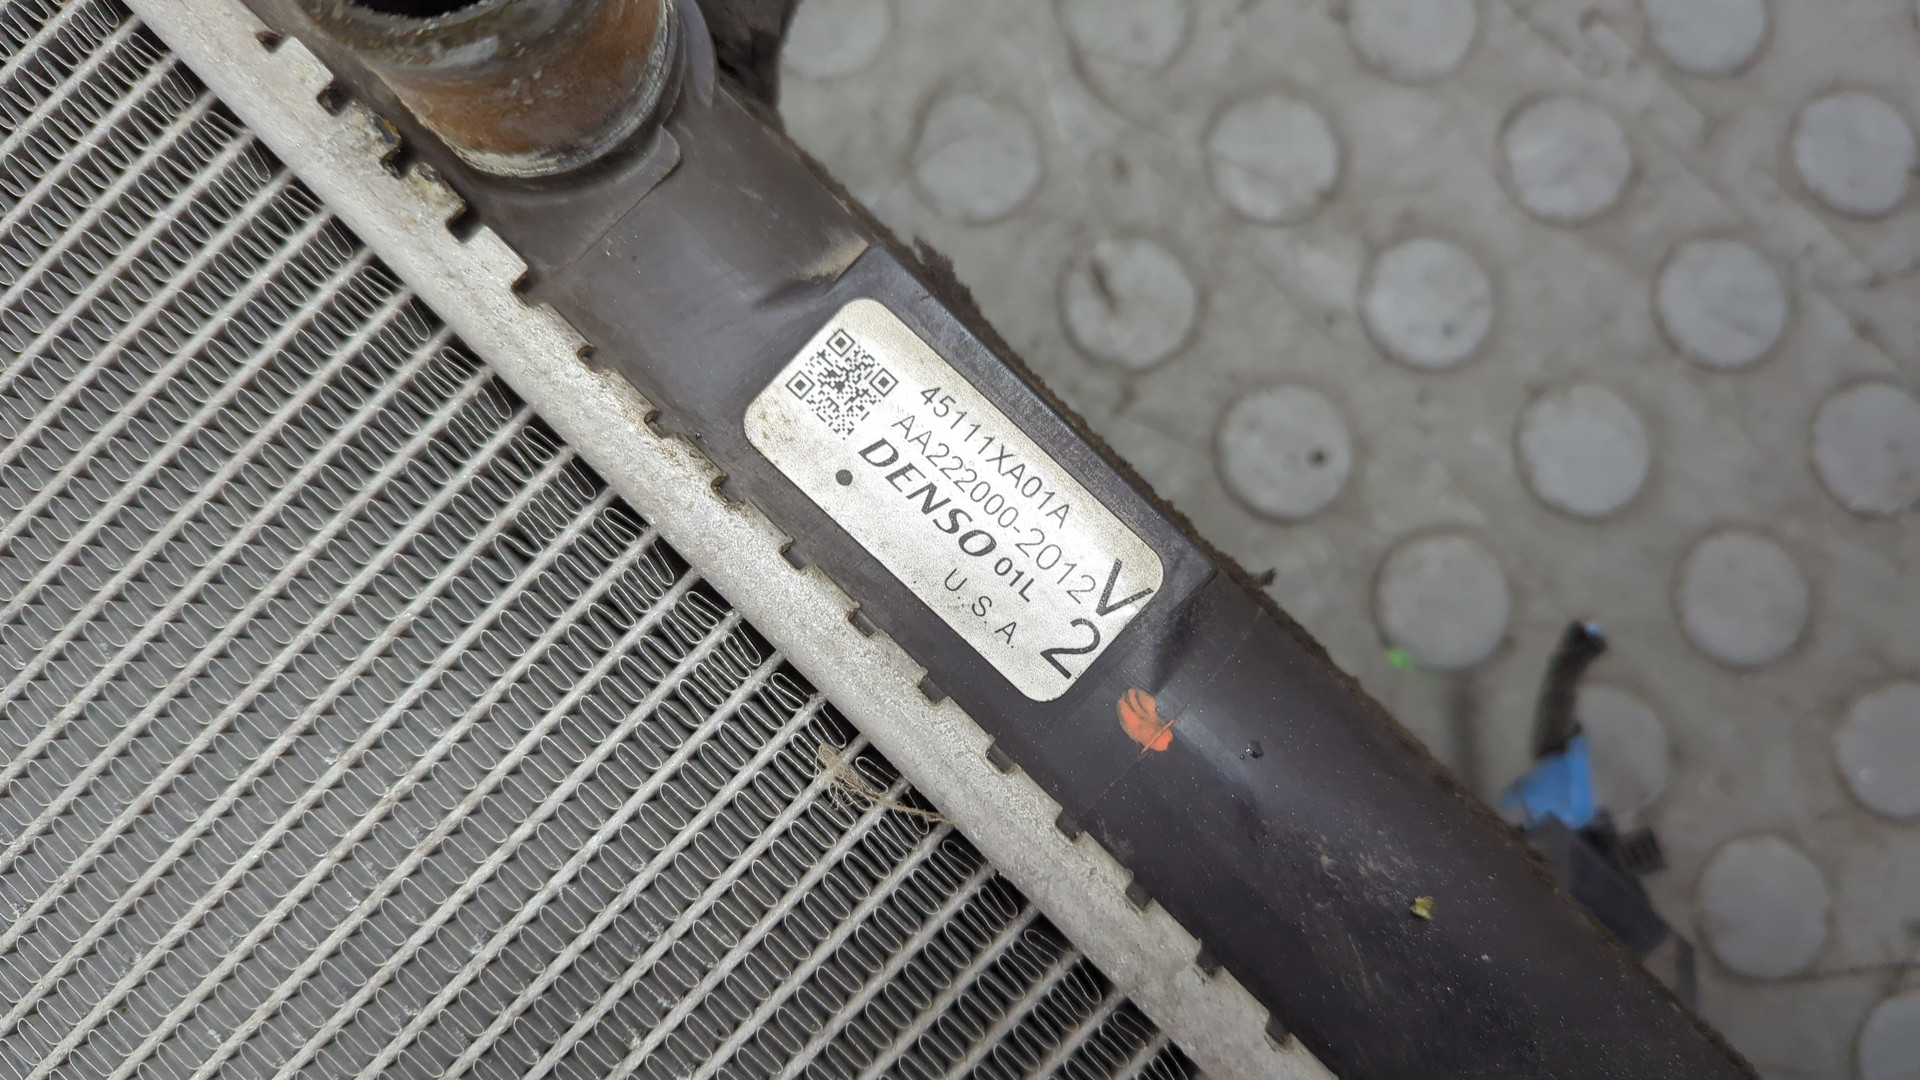 45111XA01A
AA222000-2012
DENSO 01L
U.S.A.
V
2